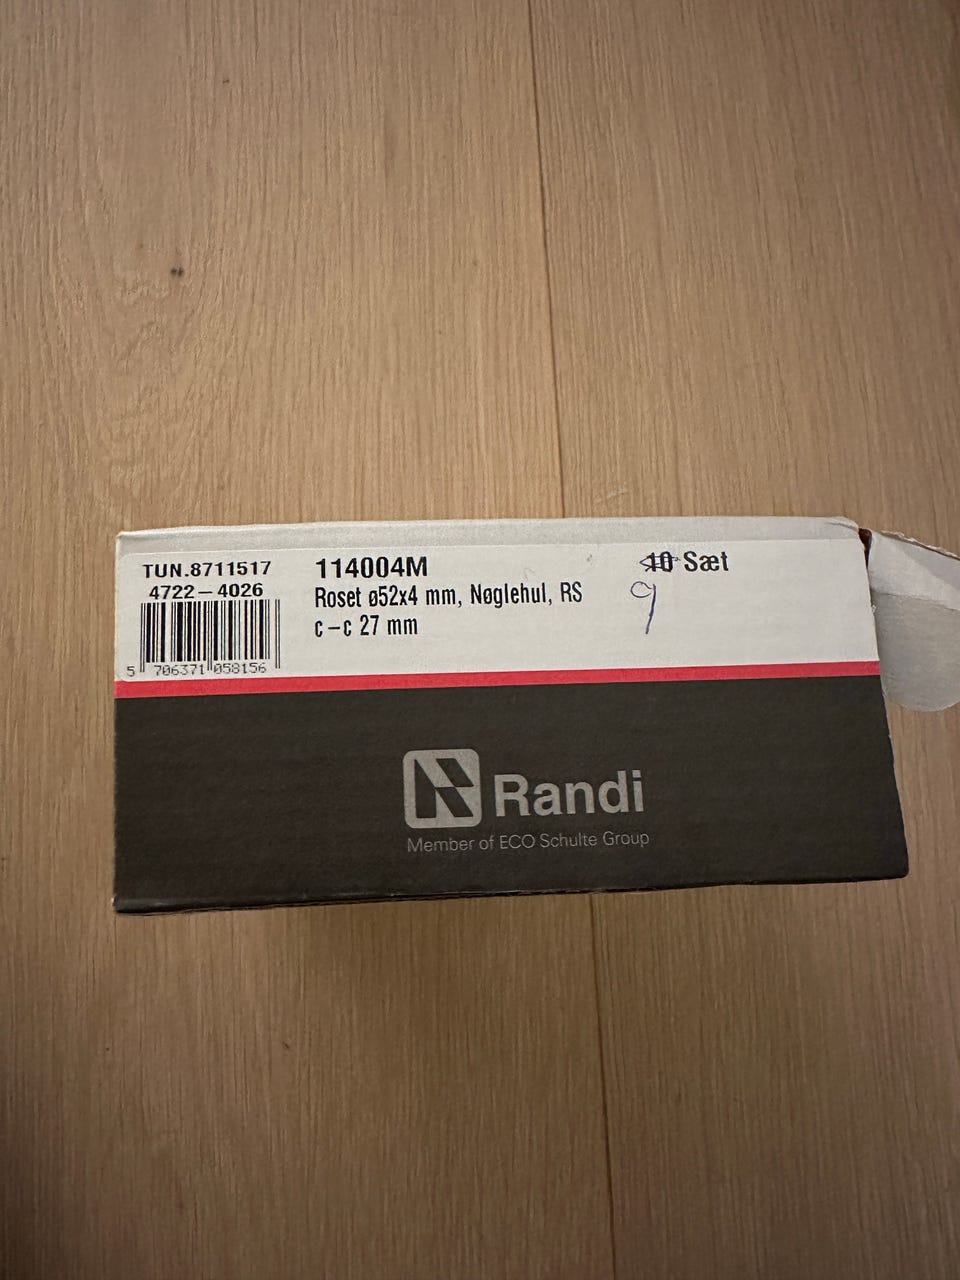 TUN.8711517
4722-4026
5 706371 058156
114004M
Roset ø52x4 mm, Nøglehul, RS
c-c 27 mm
10 Sæt
9
Randi
Member of ECO Schulte Group